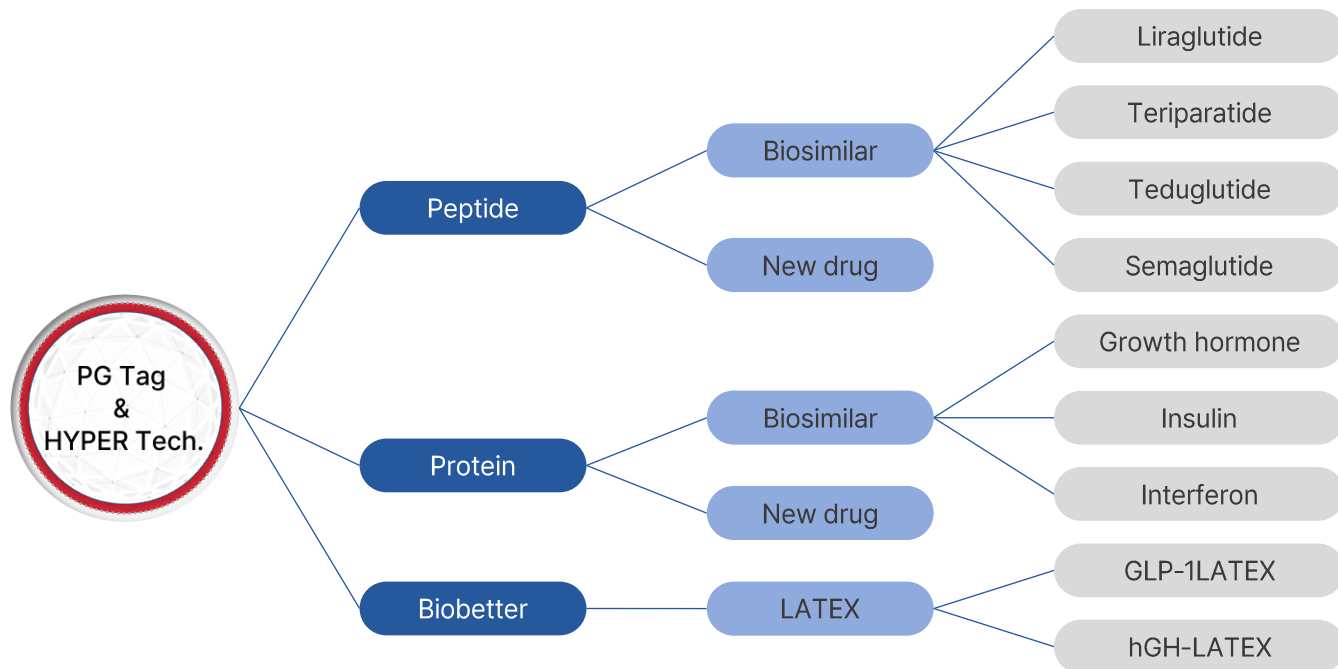 PG Tag
&
HYPER Tech.
Peptide
Biosimilar
Liraglutide
Teriparatide
Teduglutide
Semaglutide
New drug
Protein
Biosimilar
Growth hormone
Insulin
Interferon
New drug
Biobetter
LATEX
GLP-1LATEX
hGH-LATEX